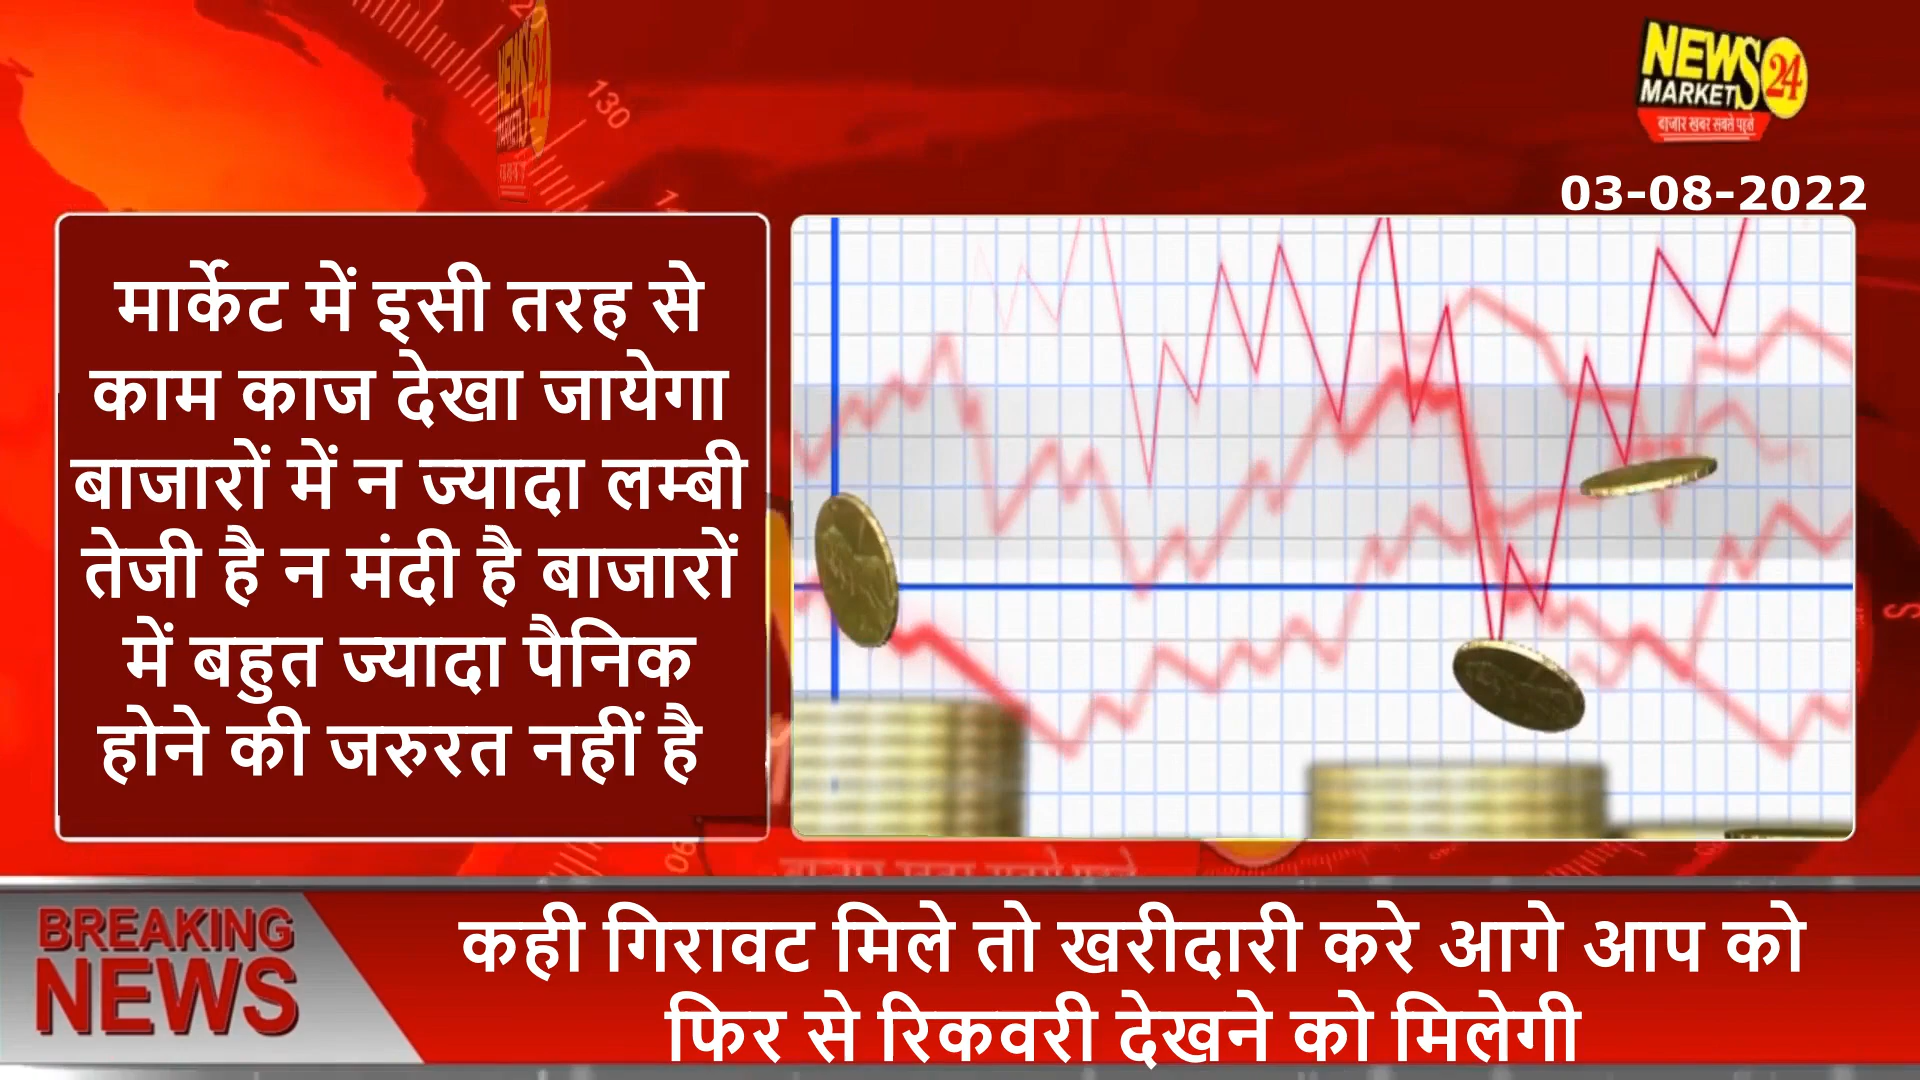 NEWS 24
MARKET
बाजार खबर सबसे पहले
130
03-08-2022
मार्केट में इसी तरह से
काम काज देखा जायेगा
बाजारों में न ज्यादा लम्बी
तेजी है न मंदी है बाजारों
में बहुत ज्यादा पैनिक
होने की जरुरत नहीं है
BREAKING
NEWS
कही गिरावट मिले तो खरीदारी करे आगे आप को
फिर से रिकवरी देखने को मिलेगी